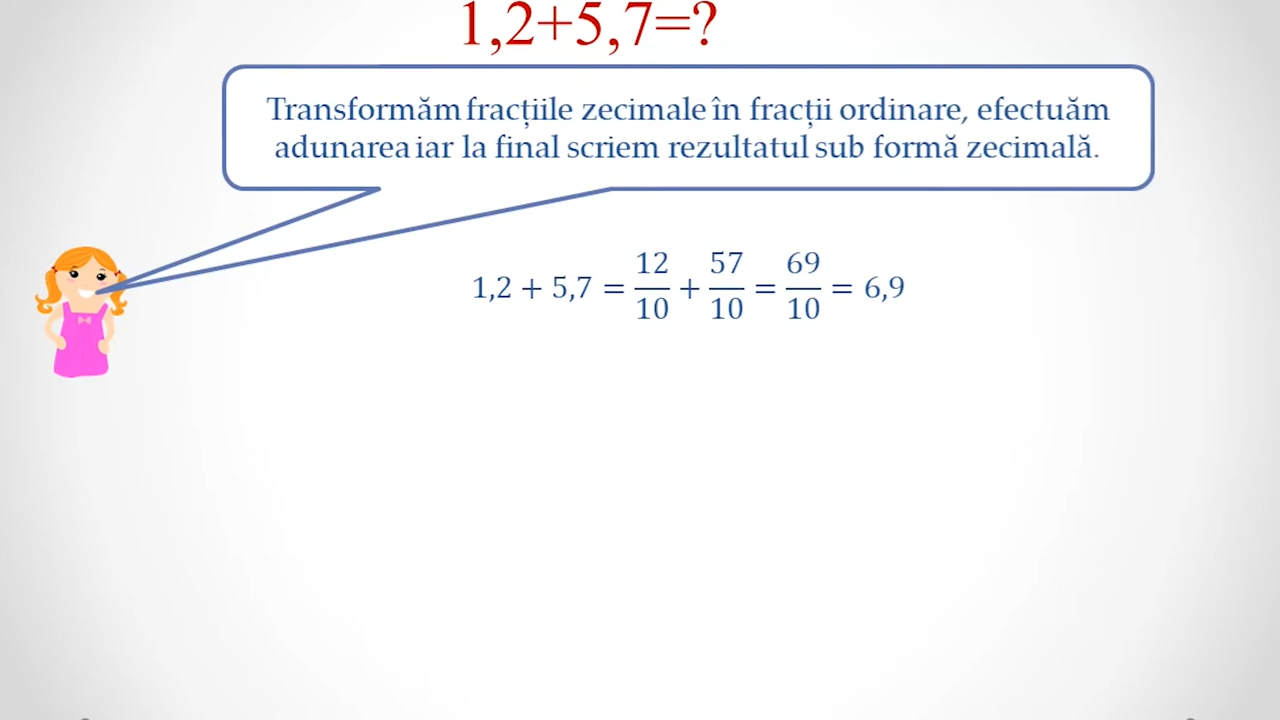 1,2+5,7=?
Transformăm fracțiile zecimale în fracții ordinare, efectuăm
adunarea iar la final scriem rezultatul sub formă zecimală.
1,2 + 5,7 = 12/10 + 57/10 = 69/10 = 6,9